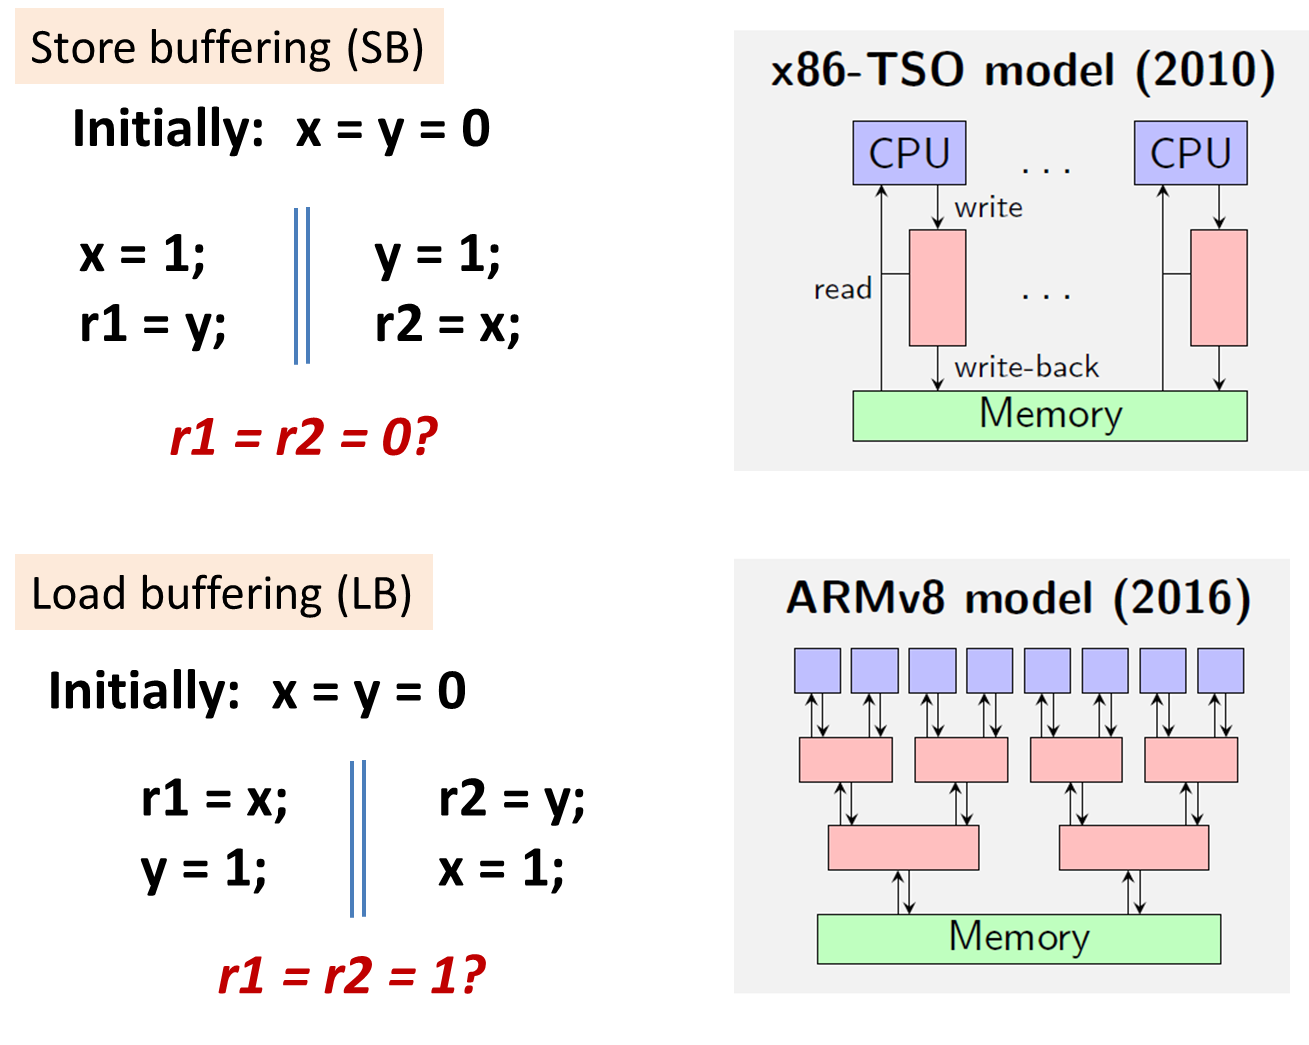 Store buffering (SB)
Initially: x = y = 0
x = 1; y = 1;
r1 = y; r2 = x;
r1 = r2 = 0?
x86-TSO model (2010)
CPU . . . CPU
write
read . . .
write-back
Memory
Load buffering (LB)
Initially: x = y = 0
r1 = x; r2 = y;
y = 1; x = 1;
r1 = r2 = 1?
ARMv8 model (2016)
Memory